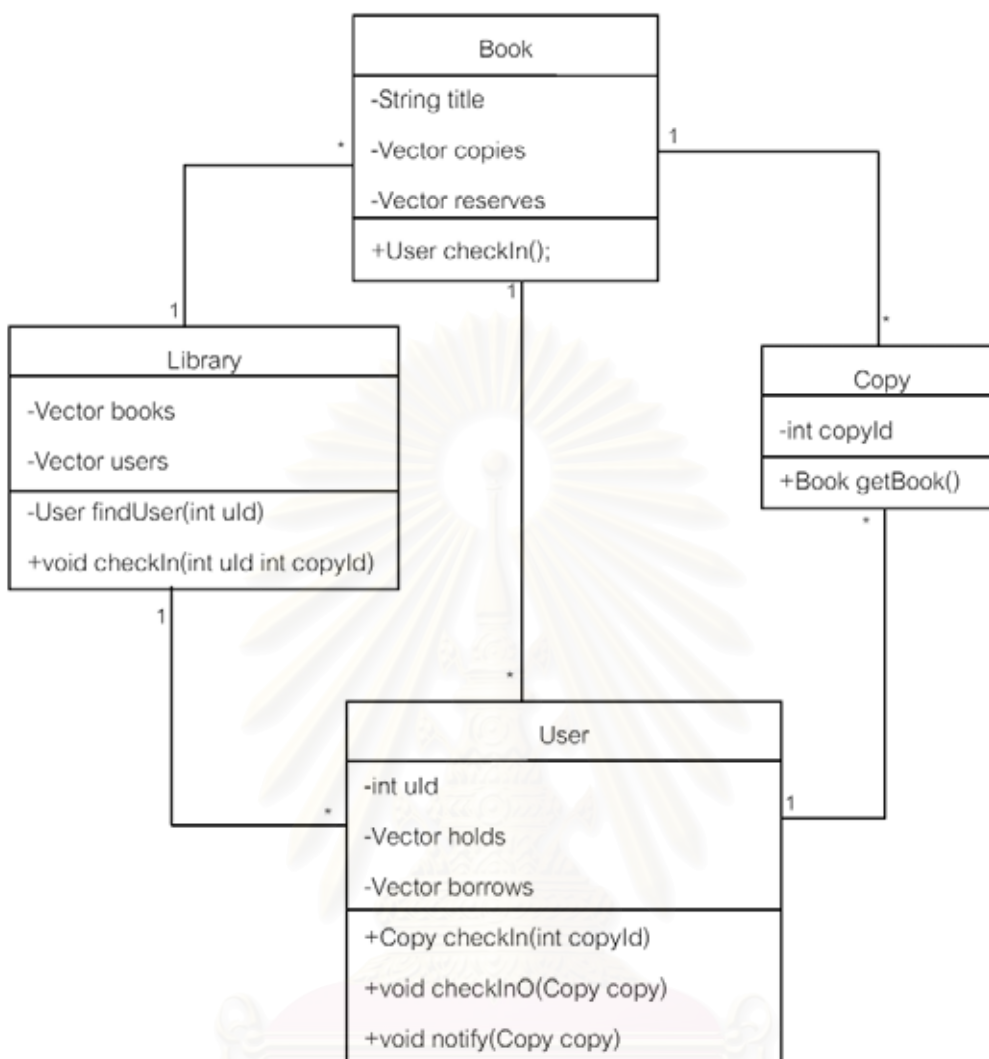 Book
-String title
-Vector copies
-Vector reserves
+User checkIn();
*
1
1
*
1
*
Library
-Vector books
-Vector users
-User findUser(int uId)
+void checkIn(int uId int copyId)
1
*
Copy
-int copyId
+Book getBook()
*
1
User
-int uId
-Vector holds
-Vector borrows
+Copy checkIn(int copyId)
+void checkInO(Copy copy)
+void notify(Copy copy)